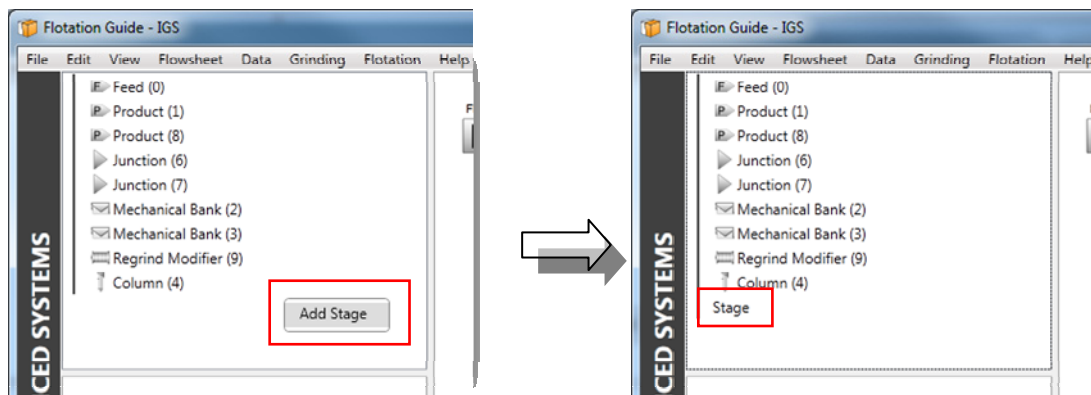 Flotation Guide - IGS
File Edit View Flowsheet Data Grinding Flotation Help
F Feed (0)
P Product (1)
P Product (8)
Junction (6)
Junction (7)
Mechanical Bank (2)
Mechanical Bank (3)
Regrind Modifier (9)
Column (4)
Add Stage
CED SYSTEMS
F
Flotation Guide - IGS
File Edit View Flowsheet Data Grinding Flotation Help
F Feed (0)
P Product (1)
P Product (8)
Junction (6)
Junction (7)
Mechanical Bank (2)
Mechanical Bank (3)
Regrind Modifier (9)
Column (4)
Stage
CED SYSTEMS